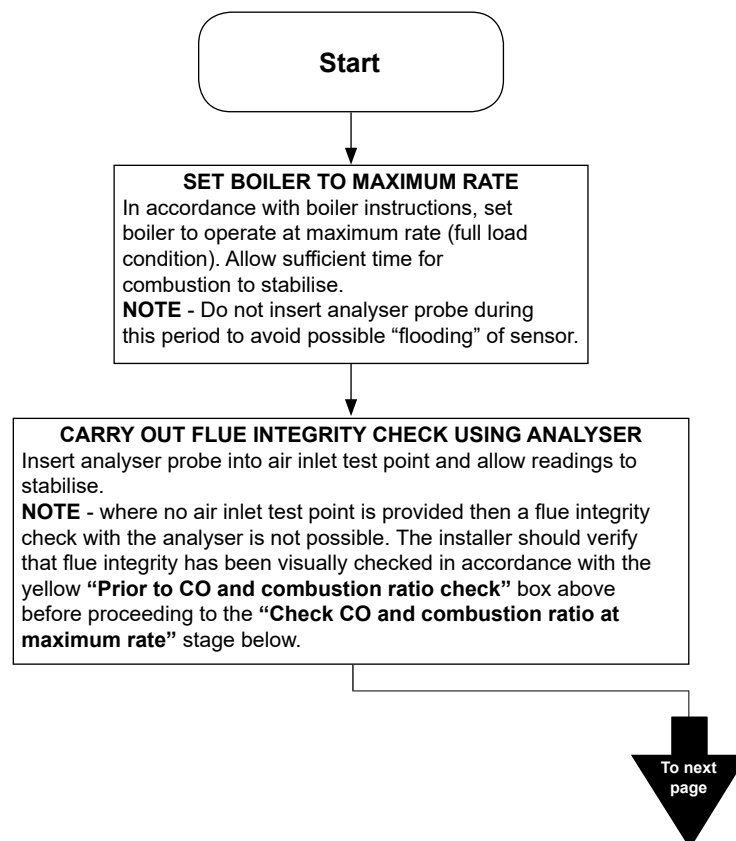 Start
SET BOILER TO MAXIMUM RATE
In accordance with boiler instructions, set
boiler to operate at maximum rate (full load
condition). Allow sufficient time for
combustion to stabilise.
NOTE - Do not insert analyser probe during
this period to avoid possible “flooding” of sensor.
CARRY OUT FLUE INTEGRITY CHECK USING ANALYSER
Insert analyser probe into air inlet test point and allow readings to
stabilise.
NOTE - where no air inlet test point is provided then a flue integrity
check with the analyser is not possible. The installer should verify
that flue integrity has been visually checked in accordance with the
yellow “Prior to CO and combustion ratio check” box above
before proceeding to the “Check CO and combustion ratio at
maximum rate” stage below.
To next
page